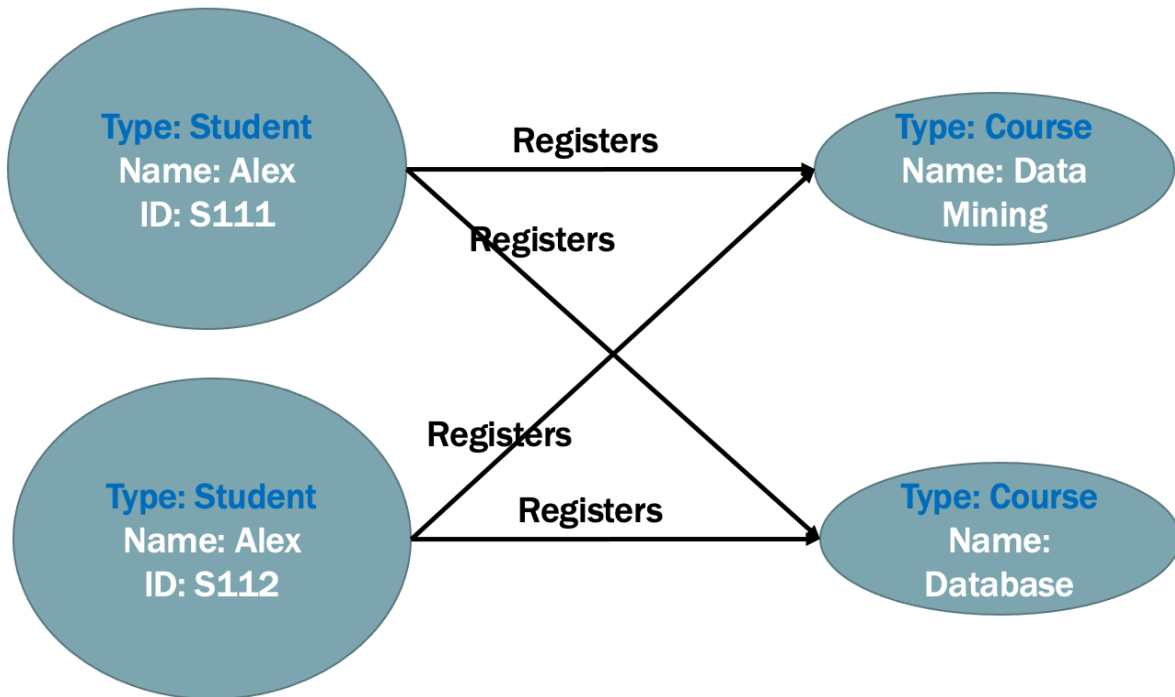 Type: Student
Name: Alex
ID: S111
Registers
Registers
Type: Course
Name: Data
Mining
Type: Student
Name: Alex
ID: S112
Registers
Registers
Type: Course
Name:
Database